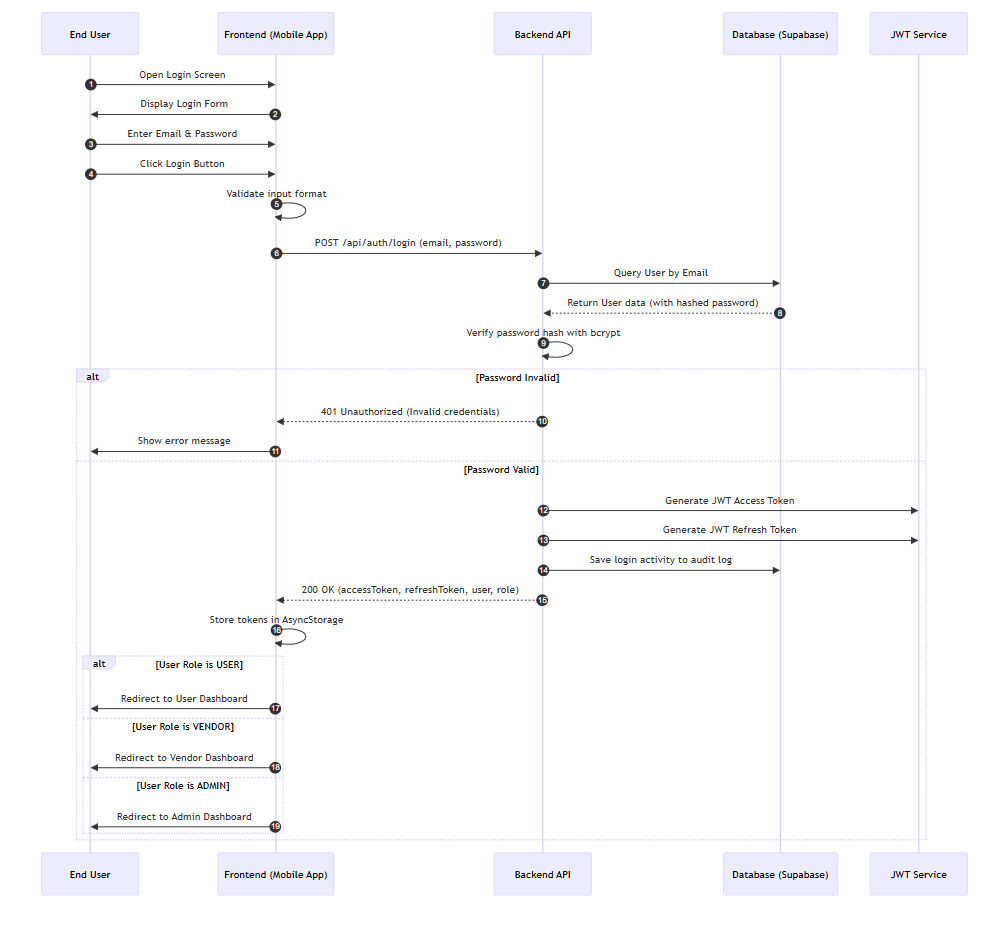 End User
Frontend (Mobile App)
Backend API
Database (Supabase)
JWT Service
Open Login Screen
1
Display Login Form
2
Enter Email & Password
3
Click Login Button
4
Validate input format
5
POST /api/auth/login (email, password)
6
Query User by Email
7
Return User data (with hashed password)
8
Verify password hash with bcrypt
9
alt
[Password Invalid]
401 Unauthorized (Invalid credentials)
10
Show error message
11
[Password Valid]
Generate JWT Access Token
12
Generate JWT Refresh Token
13
Save login activity to audit log
14
200 OK (accessToken, refreshToken, user, role)
15
Store tokens in AsyncStorage
16
alt
[User Role is USER]
Redirect to User Dashboard
17
[User Role is VENDOR]
Redirect to Vendor Dashboard
18
[User Role is ADMIN]
Redirect to Admin Dashboard
19
End User
Frontend (Mobile App)
Backend API
Database (Supabase)
JWT Service